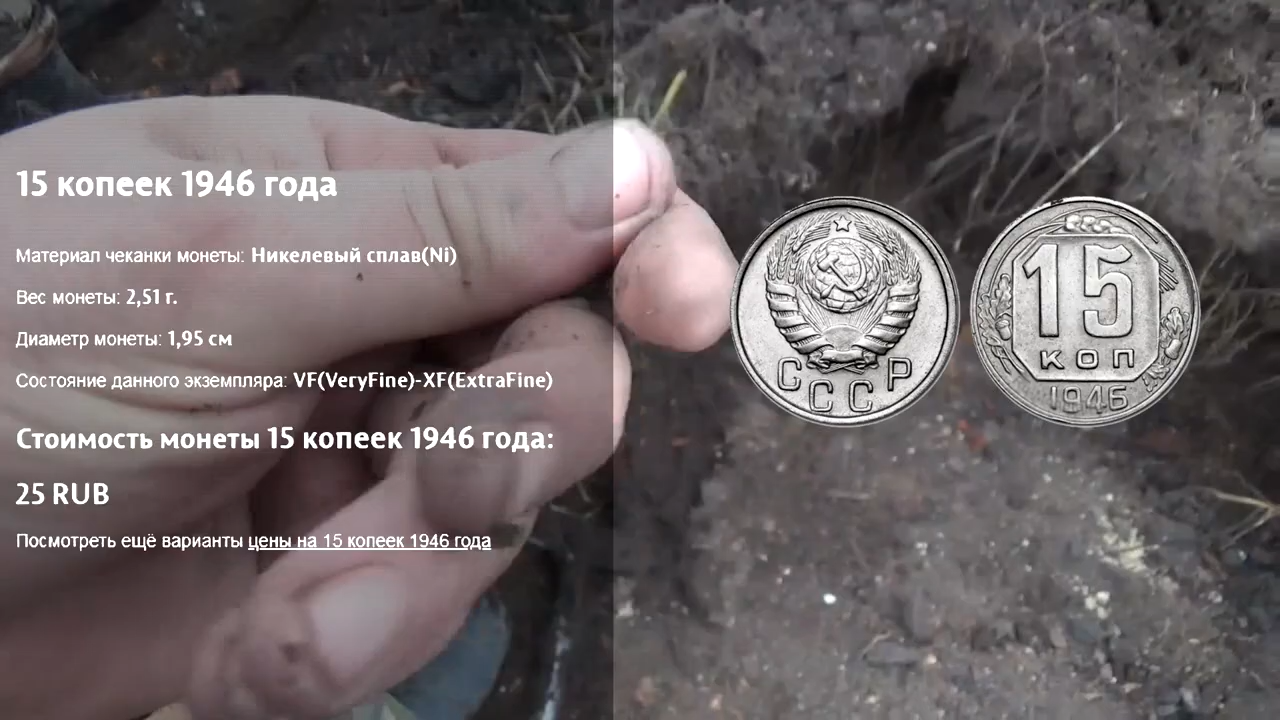 15 копеек 1946 года
Материал чеканки монеты: Никелевый сплав(Ni)
Вес монеты: 2,51 г.
Диаметр монеты: 1,95 см
Состояние данного экземпляра: VF(VeryFine)-XF(ExtraFine)
Стоимость монеты 15 копеек 1946 года:
25 RUB
Посмотреть ещё варианты цены на 15 копеек 1946 года
СССР
15
КОП
1946